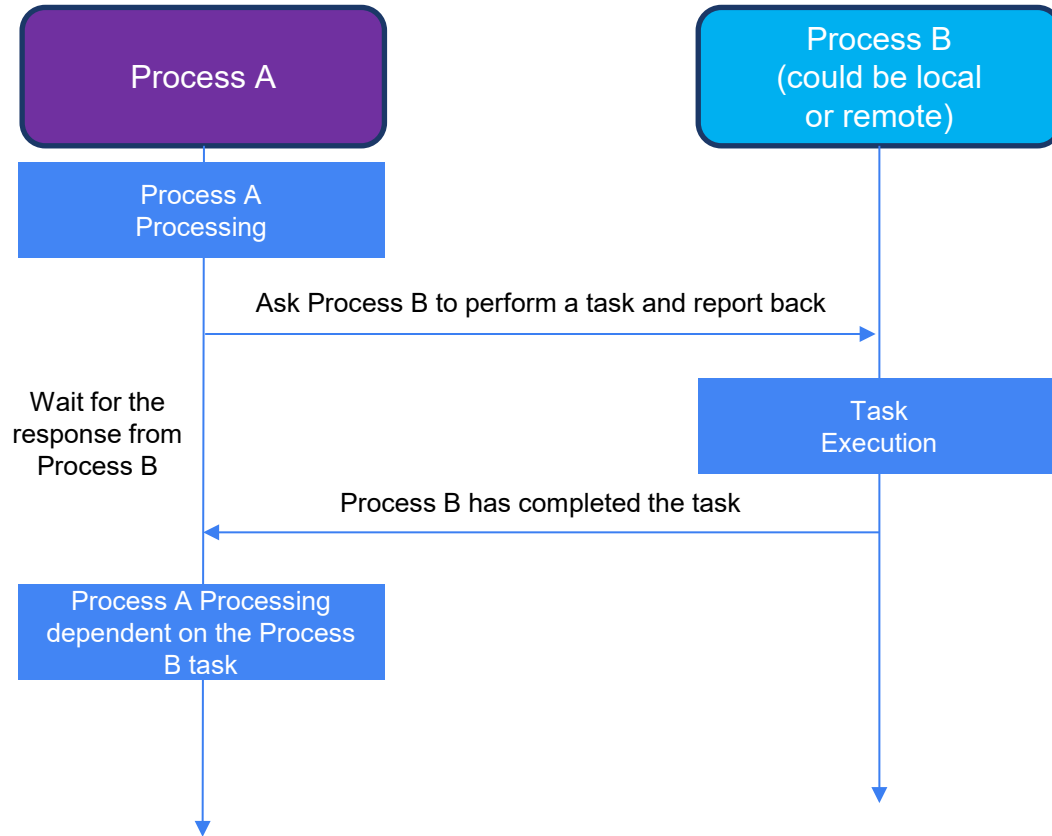 Process A
Process B
(could be local
or remote)
Process A
Processing
Ask Process B to perform a task and report back
Wait for the
response from
Process B
Task
Execution
Process B has completed the task
Process A Processing
dependent on the Process
B task